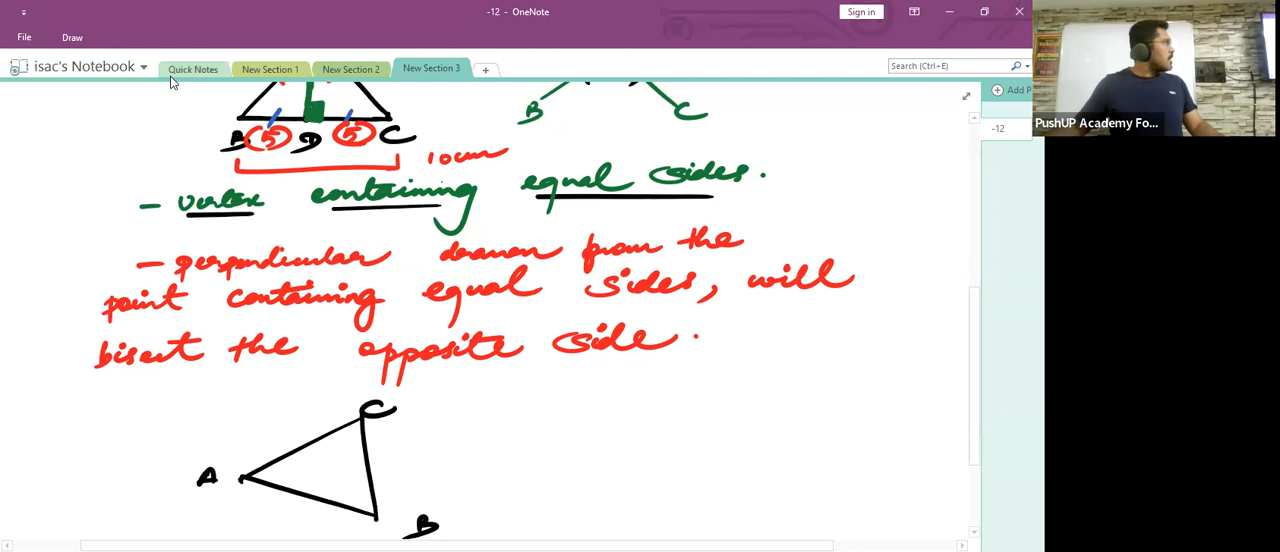 -12 - OneNote
Sign in
File
Draw
isac's Notebook
Quick Notes
New Section 1
New Section 2
New Section 3
+
Search (Ctrl+E)
Add P
-12
PushUP Academy Fo...
B
C
B 5 D 5 C
10cm
- vertex containing equal sides.
- perpendicular drawn from the
point containing equal sides, will
bisect the opposite side.
C
A
B